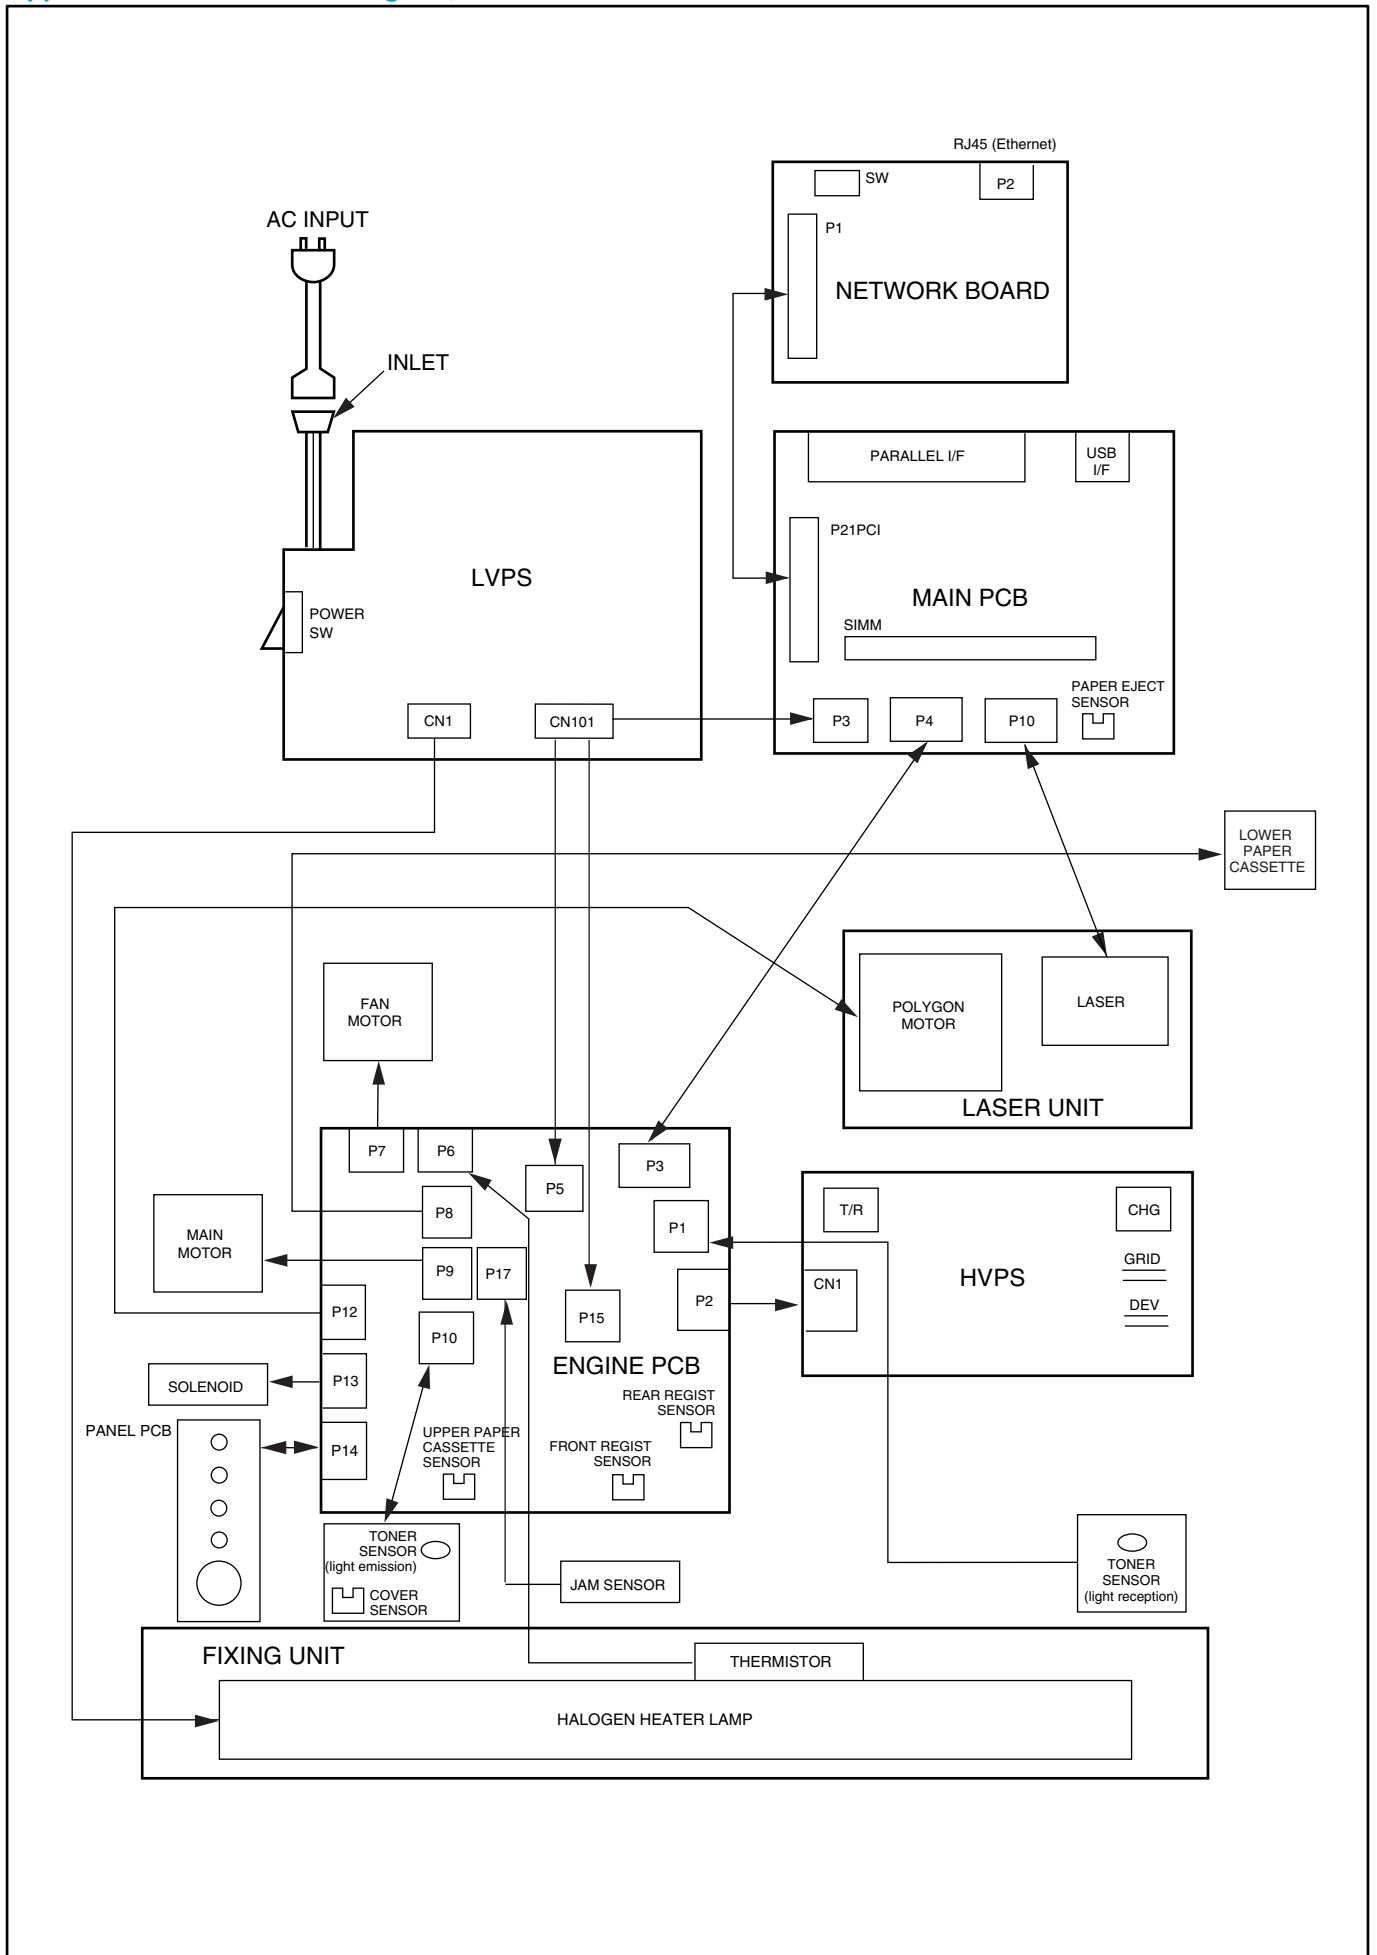 RJ45 (Ethernet)
SW
P2
P1
NETWORK BOARD
AC INPUT
INLET
LVPS
POWER
SW
CN1
CN101
PARALLEL I/F
USB
I/F
P21PCI
MAIN PCB
SIMM
PAPER EJECT
SENSOR
P3
P4
P10
LOWER
PAPER
CASSETTE
FAN
MOTOR
POLYGON
MOTOR
LASER
LASER UNIT
P7
P6
P5
P3
P8
P1
MAIN
MOTOR
P9
P17
P12
P10
P15
P2
ENGINE PCB
T/R
CHG
GRID
HVPS
CN1
DEV
SOLENOID
P13
PANEL PCB
P14
REAR REGIST
SENSOR
UPPER PAPER
CASSETTE
SENSOR
FRONT REGIST
SENSOR
TONER
SENSOR
(light emission)
COVER
SENSOR
JAM SENSOR
TONER
SENSOR
(light reception)
FIXING UNIT
THERMISTOR
HALOGEN HEATER LAMP